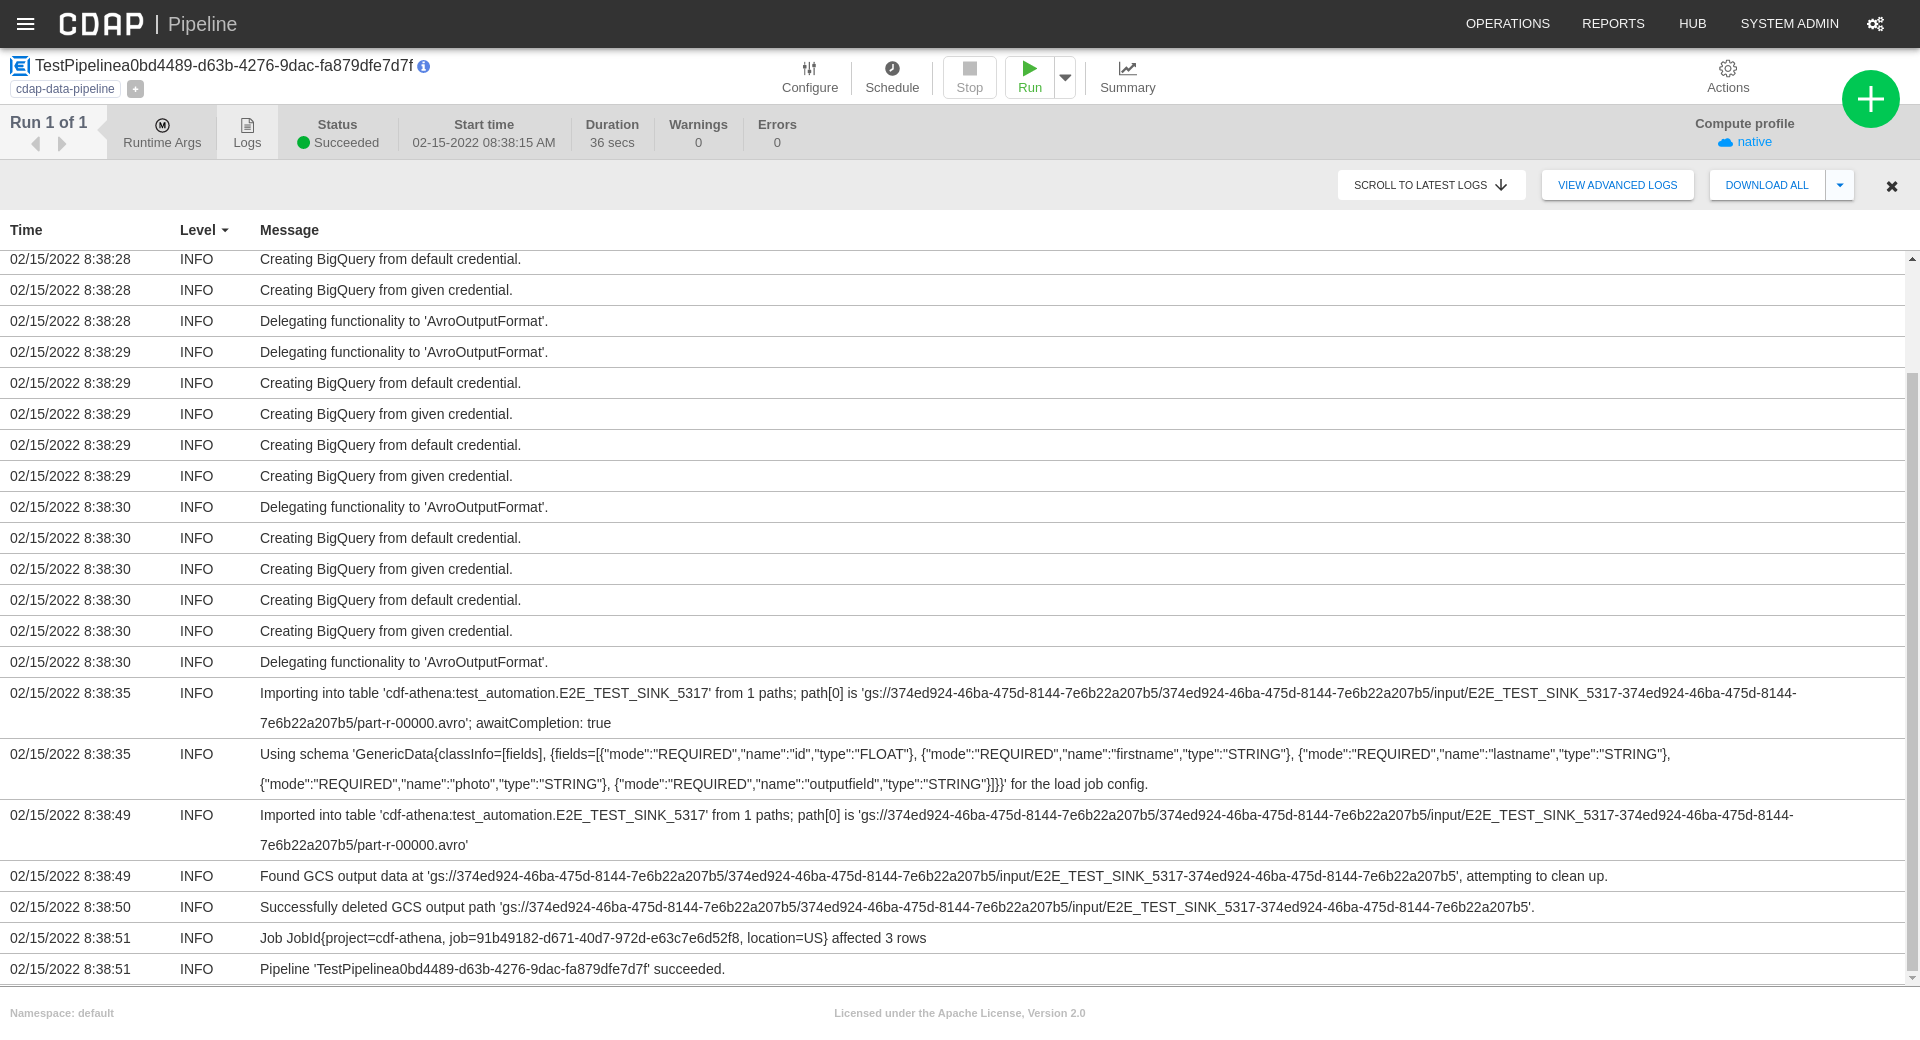 CDAP | Pipeline
OPERATIONS REPORTS HUB SYSTEM ADMIN
TestPipelinea0bd4489-d63b-4276-9dac-fa879dfe7d7f
cdap-data-pipeline +
Configure Schedule Stop Run Summary Actions
Run 1 of 1
Runtime Args
Logs
Status
Succeeded
Start time
02-15-2022 08:38:15 AM
Duration
36 secs
Warnings
0
Errors
0
Compute profile
native
SCROLL TO LATEST LOGS VIEW ADVANCED LOGS DOWNLOAD ALL
Time Level Message
02/15/2022 8:38:28 INFO Creating BigQuery from default credential.
02/15/2022 8:38:28 INFO Creating BigQuery from given credential.
02/15/2022 8:38:28 INFO Delegating functionality to 'AvroOutputFormat'.
02/15/2022 8:38:29 INFO Delegating functionality to 'AvroOutputFormat'.
02/15/2022 8:38:29 INFO Creating BigQuery from default credential.
02/15/2022 8:38:29 INFO Creating BigQuery from given credential.
02/15/2022 8:38:29 INFO Creating BigQuery from default credential.
02/15/2022 8:38:29 INFO Creating BigQuery from given credential.
02/15/2022 8:38:30 INFO Delegating functionality to 'AvroOutputFormat'.
02/15/2022 8:38:30 INFO Creating BigQuery from default credential.
02/15/2022 8:38:30 INFO Creating BigQuery from given credential.
02/15/2022 8:38:30 INFO Creating BigQuery from default credential.
02/15/2022 8:38:30 INFO Creating BigQuery from given credential.
02/15/2022 8:38:30 INFO Delegating functionality to 'AvroOutputFormat'.
02/15/2022 8:38:35 INFO Importing into table 'cdf-athena:test_automation.E2E_TEST_SINK_5317' from 1 paths; path[0] is 'gs://374ed924-46ba-475d-8144-7e6b22a207b5/374ed924-46ba-475d-8144-7e6b22a207b5/input/E2E_TEST_SINK_5317-374ed924-46ba-475d-8144-
7e6b22a207b5/part-r-00000.avro'; awaitCompletion: true
02/15/2022 8:38:35 INFO Using schema 'GenericData{classInfo=[fields], {fields=[{"mode":"REQUIRED","name":"id","type":"FLOAT"}, {"mode":"REQUIRED","name":"firstname","type":"STRING"}, {"mode":"REQUIRED","name":"lastname","type":"STRING"},
{"mode":"REQUIRED","name":"photo","type":"STRING"}, {"mode":"REQUIRED","name":"outputfield","type":"STRING"}]}}' for the load job config.
02/15/2022 8:38:49 INFO Imported into table 'cdf-athena:test_automation.E2E_TEST_SINK_5317' from 1 paths; path[0] is 'gs://374ed924-46ba-475d-8144-7e6b22a207b5/374ed924-46ba-475d-8144-7e6b22a207b5/input/E2E_TEST_SINK_5317-374ed924-46ba-475d-8144-
7e6b22a207b5/part-r-00000.avro'
02/15/2022 8:38:49 INFO Found GCS output data at 'gs://374ed924-46ba-475d-8144-7e6b22a207b5/374ed924-46ba-475d-8144-7e6b22a207b5/input/E2E_TEST_SINK_5317-374ed924-46ba-475d-8144-7e6b22a207b5', attempting to clean up.
02/15/2022 8:38:50 INFO Successfully deleted GCS output path 'gs://374ed924-46ba-475d-8144-7e6b22a207b5/374ed924-46ba-475d-8144-7e6b22a207b5/input/E2E_TEST_SINK_5317-374ed924-46ba-475d-8144-7e6b22a207b5'.
02/15/2022 8:38:51 INFO Job JobId{project=cdf-athena, job=91b49182-d671-40d7-972d-e63c7e6d52f8, location=US} affected 3 rows
02/15/2022 8:38:51 INFO Pipeline 'TestPipelinea0bd4489-d63b-4276-9dac-fa879dfe7d7f' succeeded.
Namespace: default Licensed under the Apache License, Version 2.0